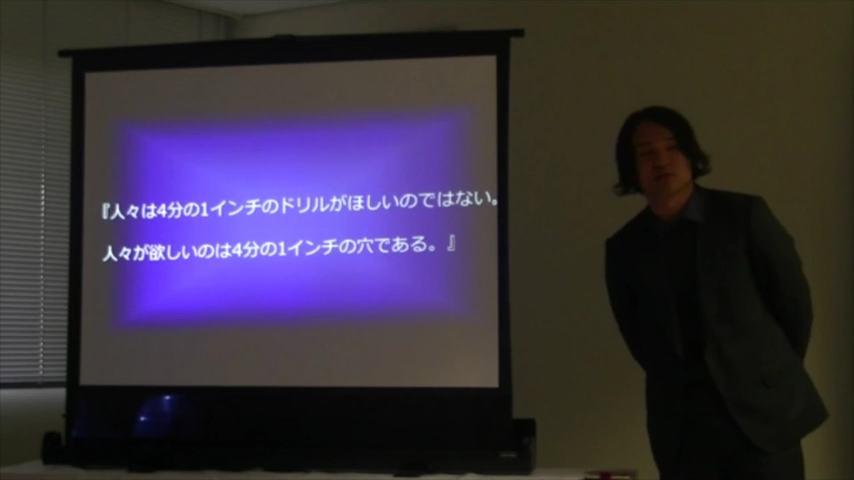 『人々は4分の1インチのドリルがほしいのではない。
人々が欲しいのは4分の1インチの穴である。』